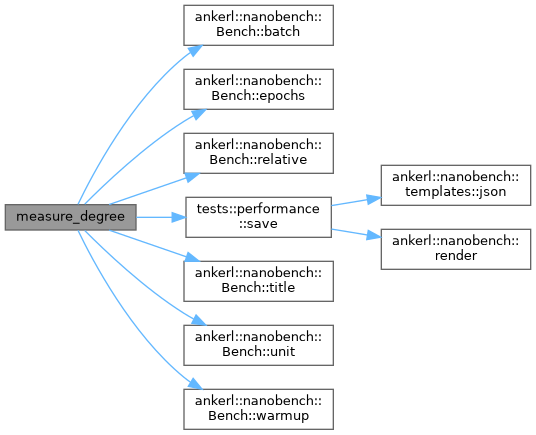 ankerl::nanobench::
Bench::batch
ankerl::nanobench::
Bench::epochs
ankerl::nanobench::
Bench::relative
measure_degree
tests::performance
::save
ankerl::nanobench::
templates::json
ankerl::nanobench::
render
ankerl::nanobench::
Bench::title
ankerl::nanobench::
Bench::unit
ankerl::nanobench::
Bench::warmup